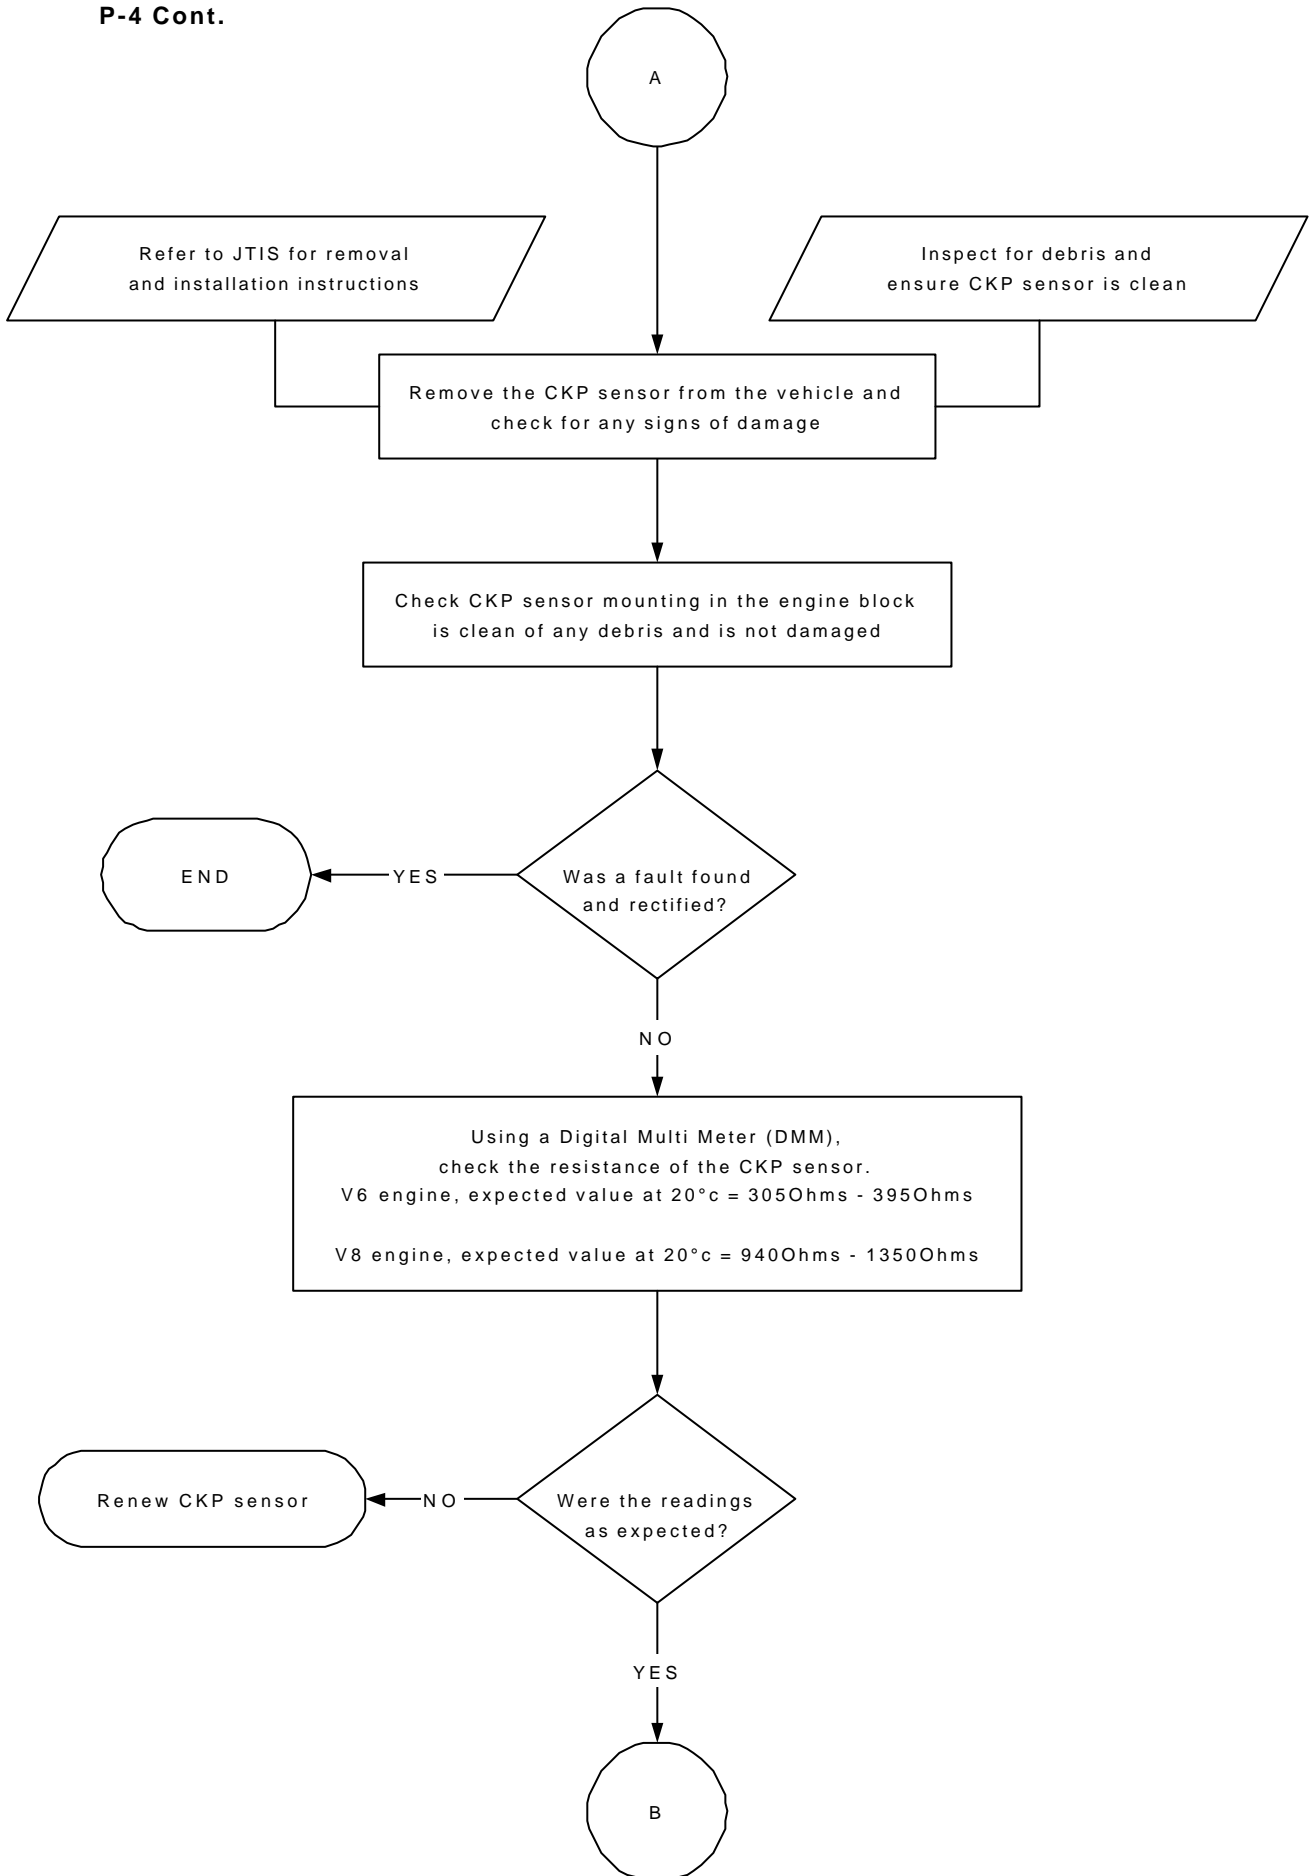 P-4 Cont.
A
Refer to JTIS for removal
and installation instructions
Inspect for debris and
ensure CKP sensor is clean
Remove the CKP sensor from the vehicle and
check for any signs of damage
Check CKP sensor mounting in the engine block
is clean of any debris and is not damaged
Was a fault found
and rectified?
YES
END
NO
Using a Digital Multi Meter (DMM),
check the resistance of the CKP sensor.
V6 engine, expected value at 20°c = 305Ohms - 395Ohms
V8 engine, expected value at 20°c = 940Ohms - 1350Ohms
Were the readings
as expected?
NO
Renew CKP sensor
YES
B